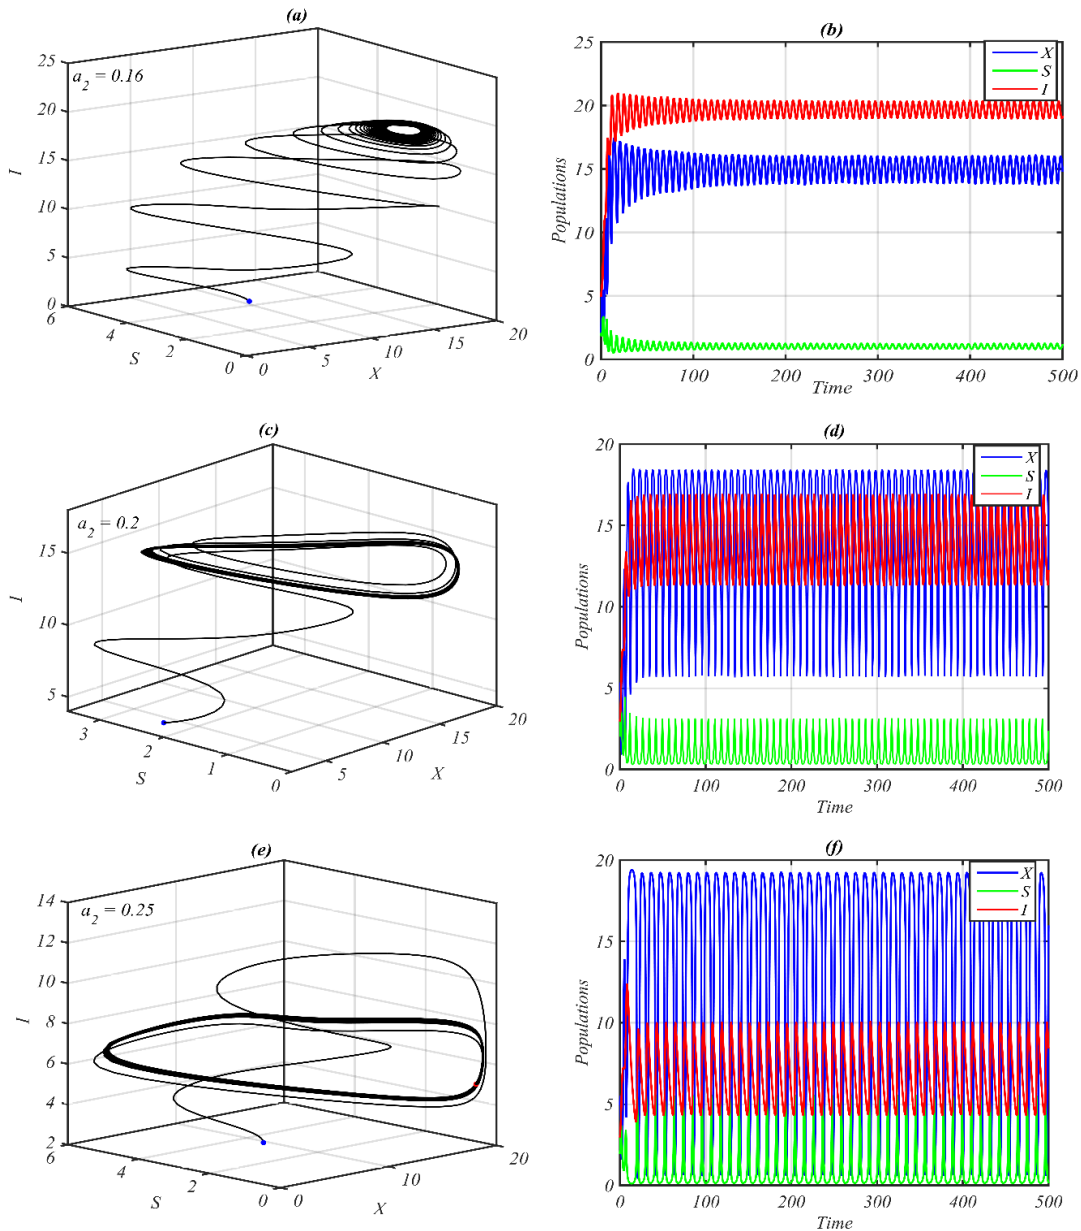 (a)
a2 = 0.16
25
20
15
10
5
0
I
6
4
2
0
S
0
5
10
15
20
X
(b)
X
S
I
25
20
15
10
5
0
Populations
0
100
200
300
400
500
Time
(c)
a2 = 0.2
15
10
5
I
3
2
1
0
S
5
10
15
20
X
(d)
X
S
I
20
15
10
5
0
Populations
0
100
200
300
400
500
Time
(e)
a2 = 0.25
14
12
10
8
6
4
2
I
6
4
2
0
S
0
10
20
X
(f)
X
S
I
20
15
10
5
0
Populations
0
100
200
300
400
500
Time